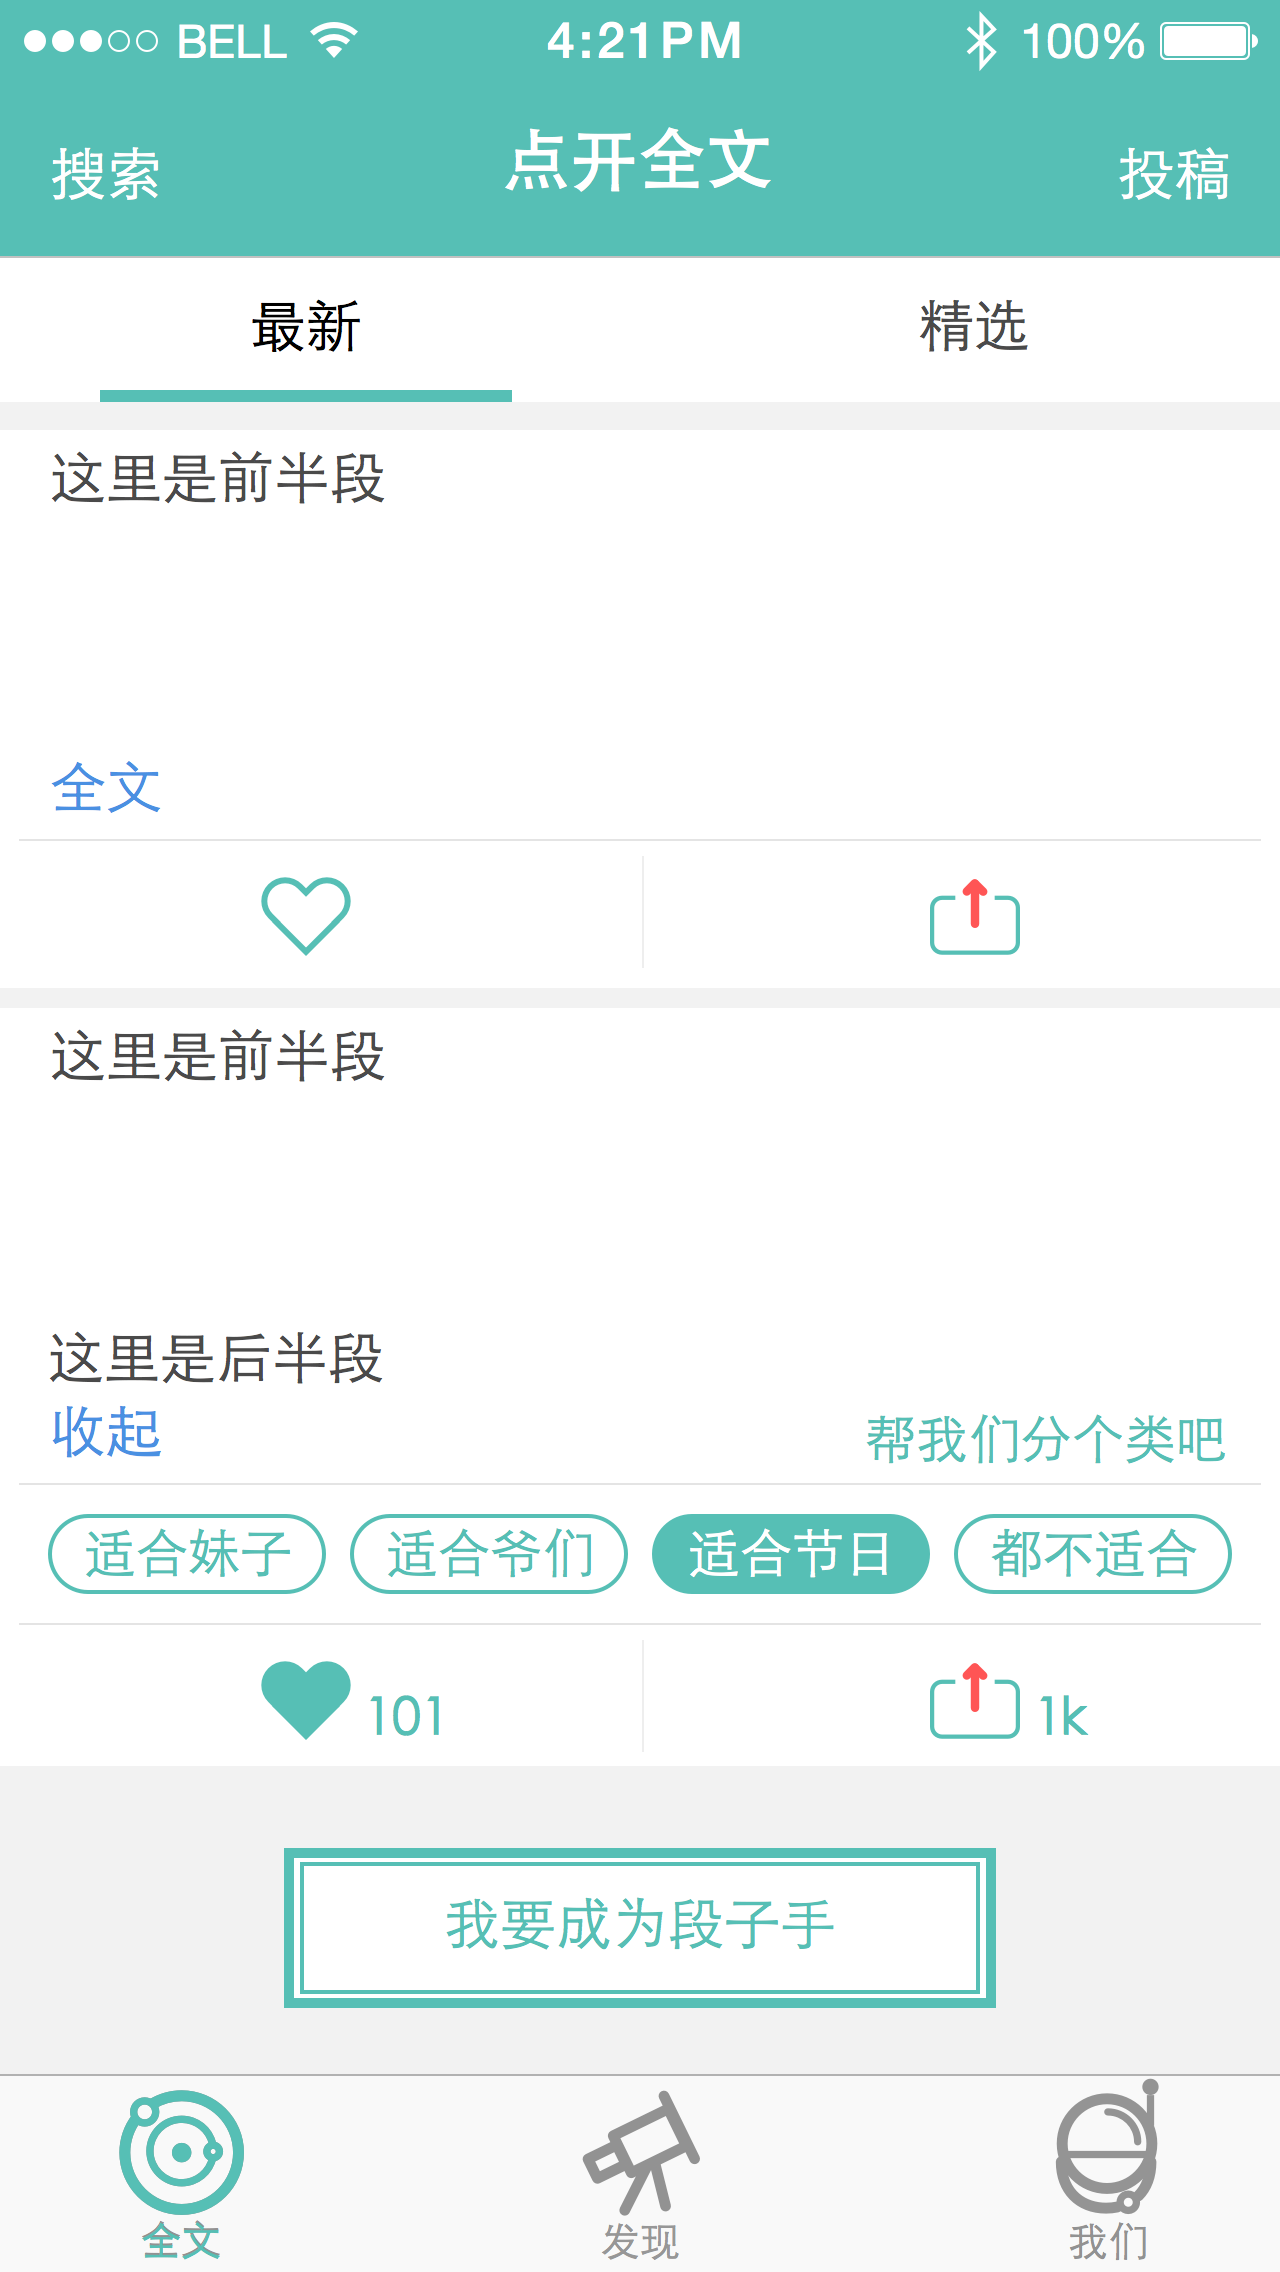 BELL 4:21PM 100%
搜索 点开全文 投稿
最新 精选
这里是前半段
全文
这里是前半段
这里是后半段
收起 帮我们分个类吧
适合妹子 适合爷们 适合节日 都不适合
101 1k
我要成为段子手
全文 发现 我们